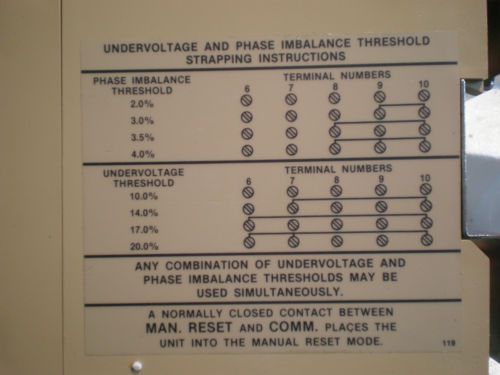 UNDERVOLTAGE AND PHASE IMBALANCE THRESHOLD
STRAPPING INSTRUCTIONS
PHASE IMBALANCE TERMINAL NUMBERS
THRESHOLD 6 7 8 9 10
2.0%
3.0%
3.5%
4.0%
UNDERVOLTAGE TERMINAL NUMBERS
THRESHOLD 6 7 8 9 10
10.0%
14.0%
17.0%
20.0%
ANY COMBINATION OF UNDERVOLTAGE AND
PHASE IMBALANCE THRESHOLDS MAY BE
USED SIMULTANEOUSLY.
A NORMALLY CLOSED CONTACT BETWEEN
MAN. RESET AND COMM. PLACES THE
UNIT INTO THE MANUAL RESET MODE. 119